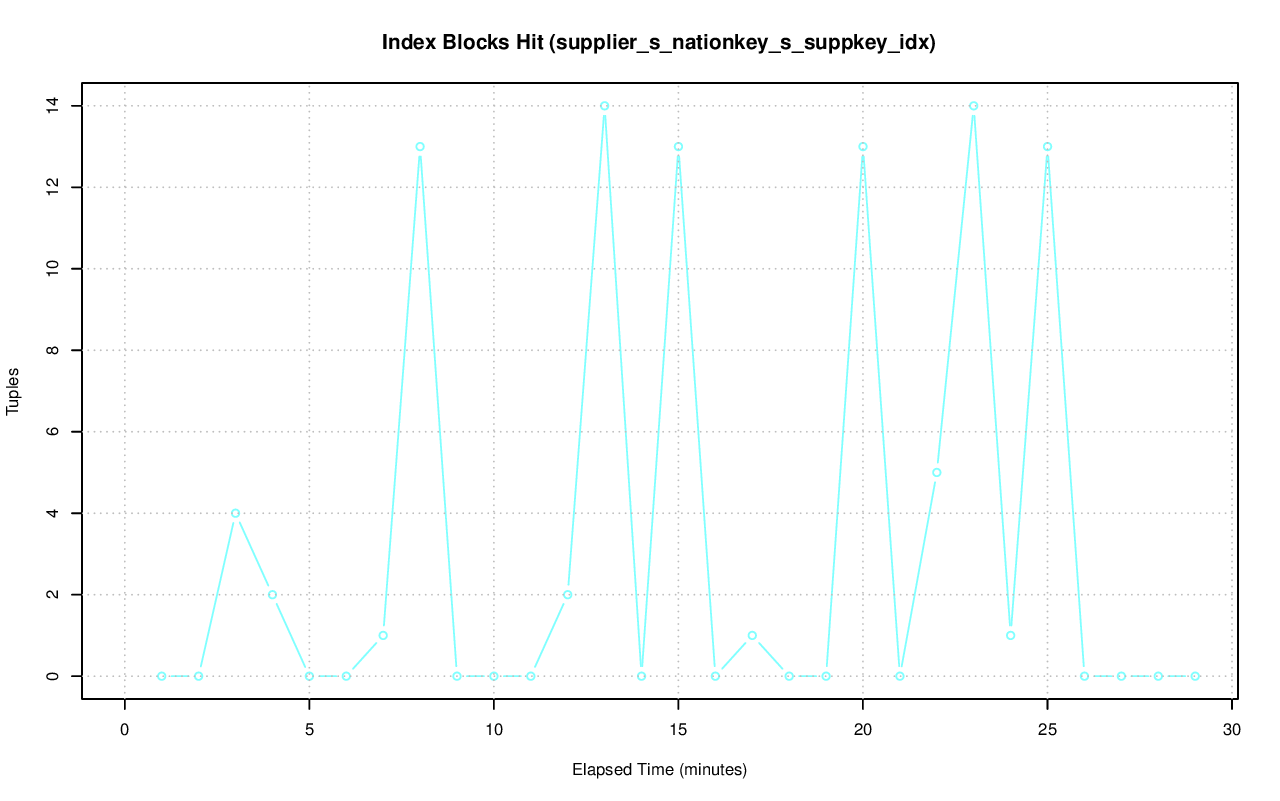 Index Blocks Hit (supplier_s_nationkey_s_suppkey_idx)
14
12
10
8
6
4
2
0
Tuples
0 5 10 15 20 25 30
Elapsed Time (minutes)